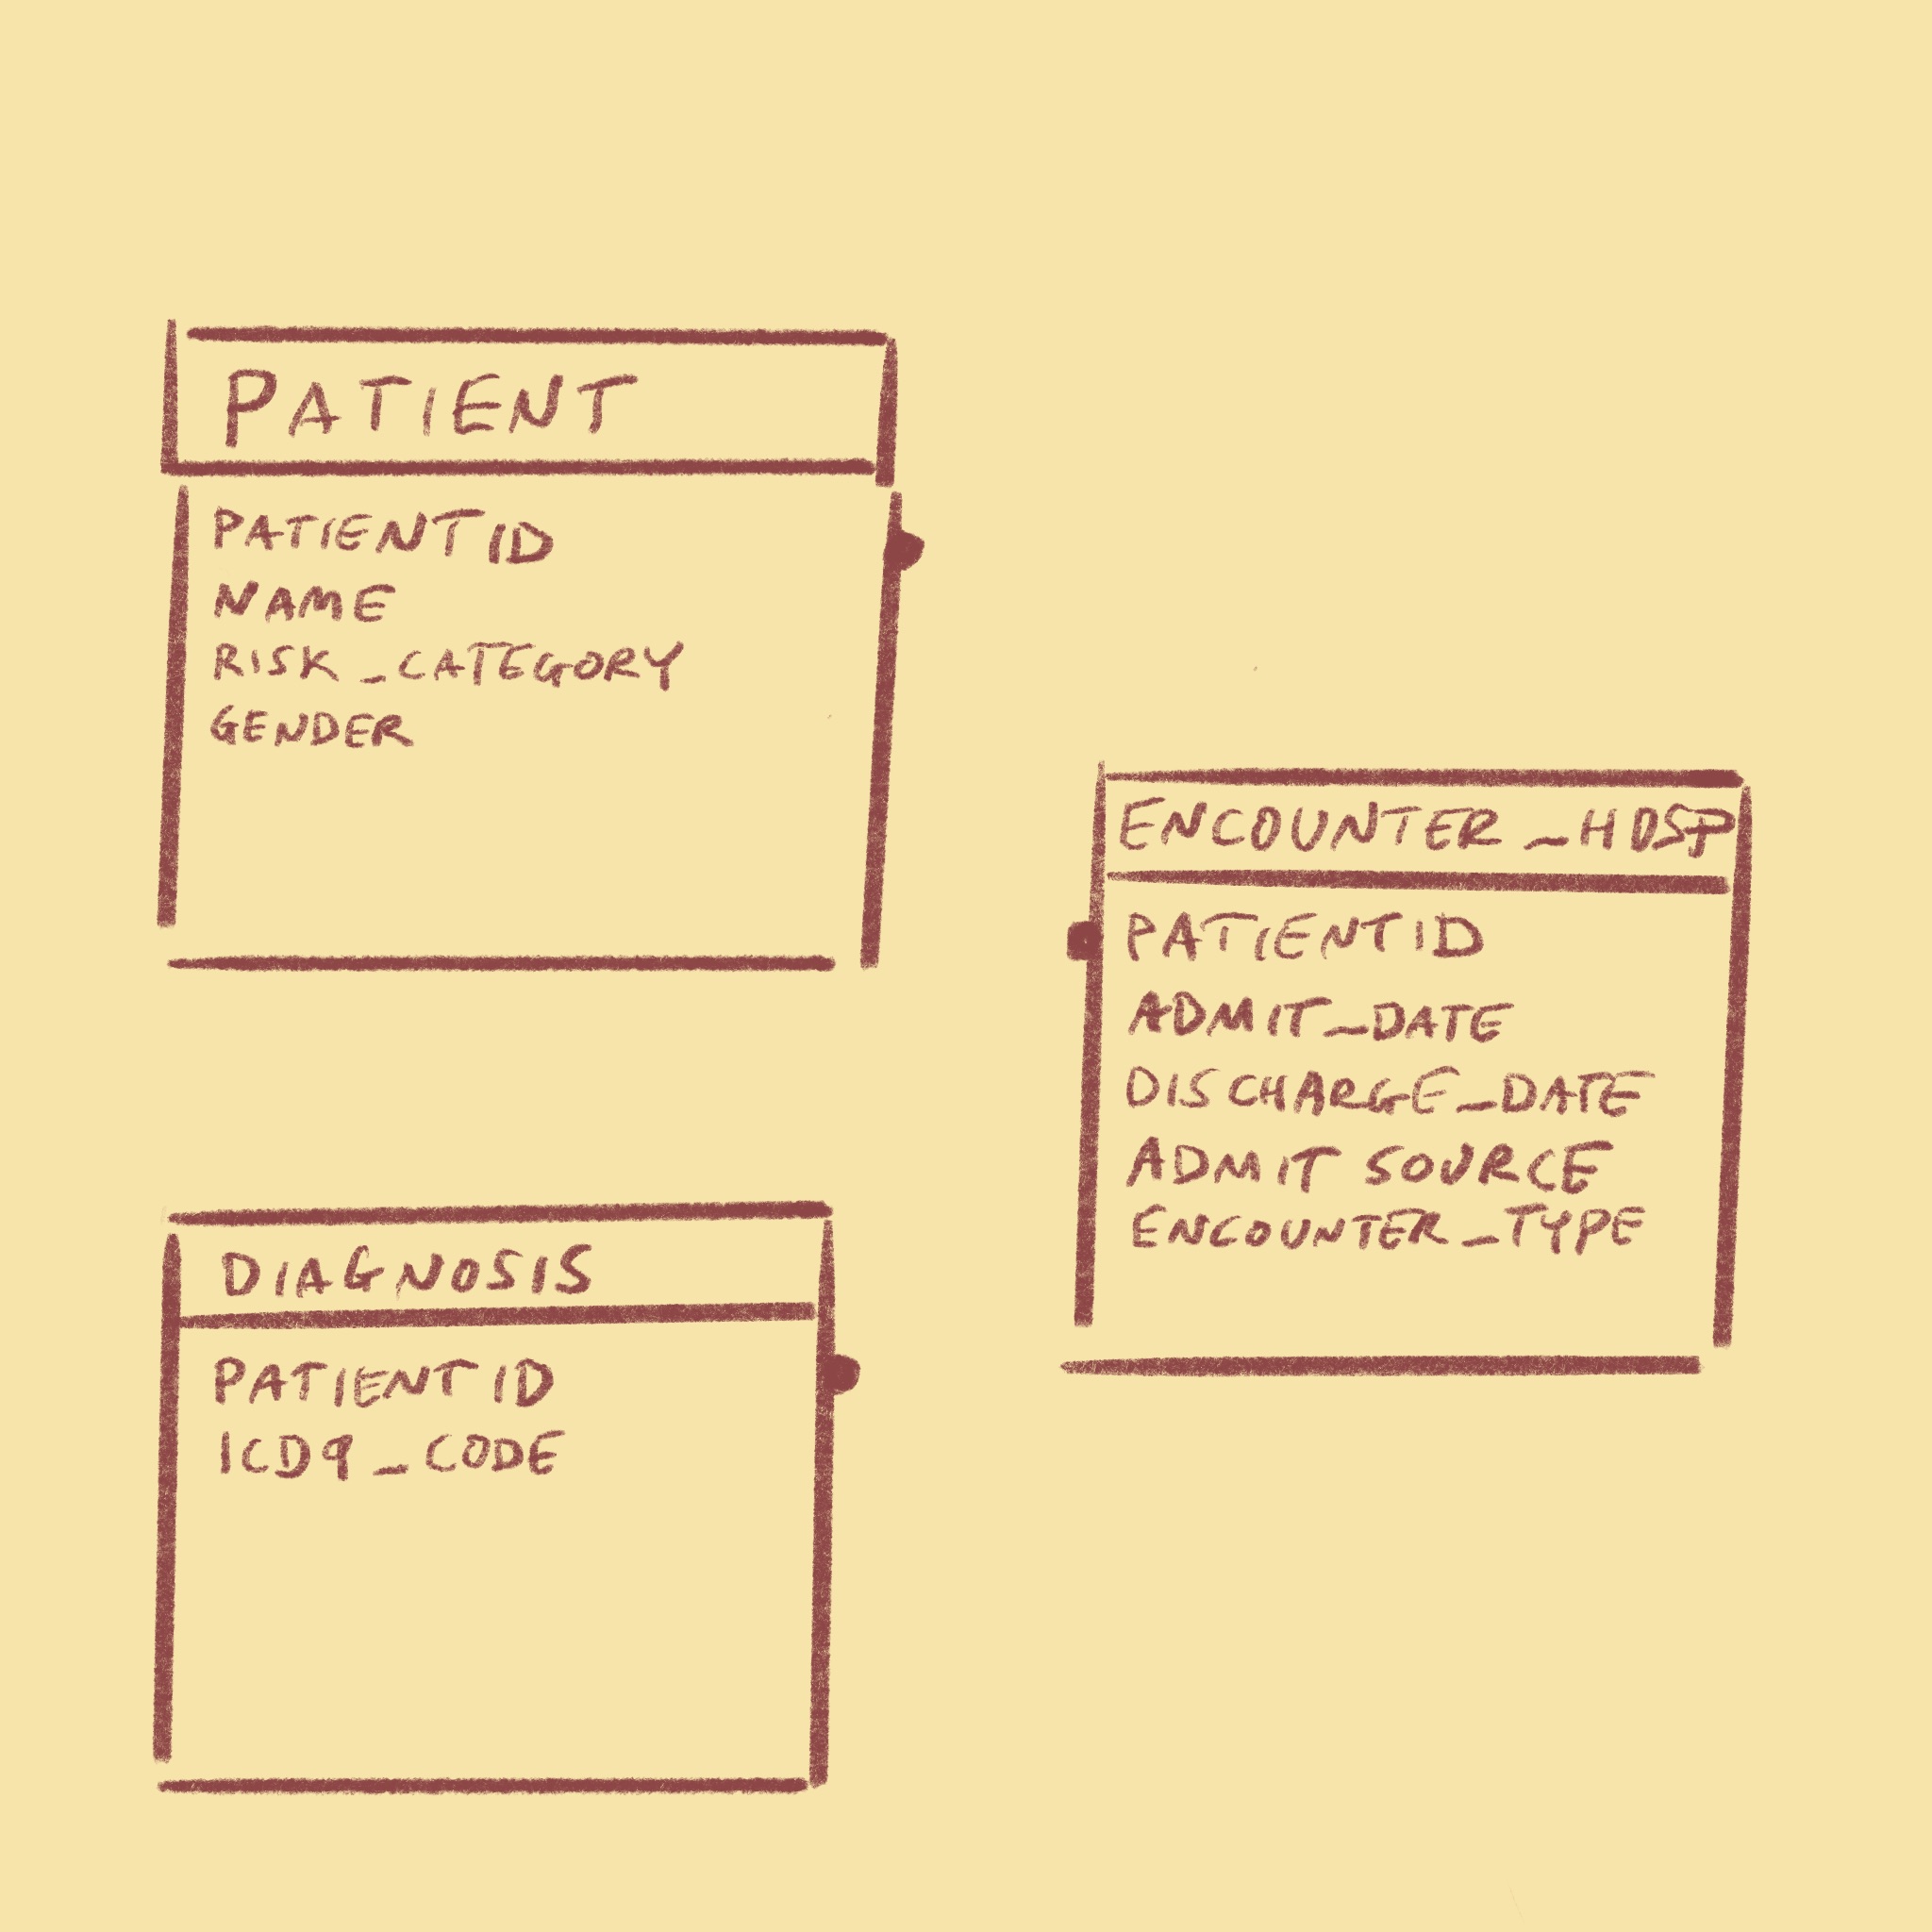 PATIENT
PATIENTID
NAME
RISK_CATEGORY
GENDER
ENCOUNTER_HOSP
PATIENTID
ADMIT_DATE
DISCHARGE_DATE
ADMIT SOURCE
ENCOUNTER_TYPE
DIAGNOSIS
PATIENTID
ICD9_CODE